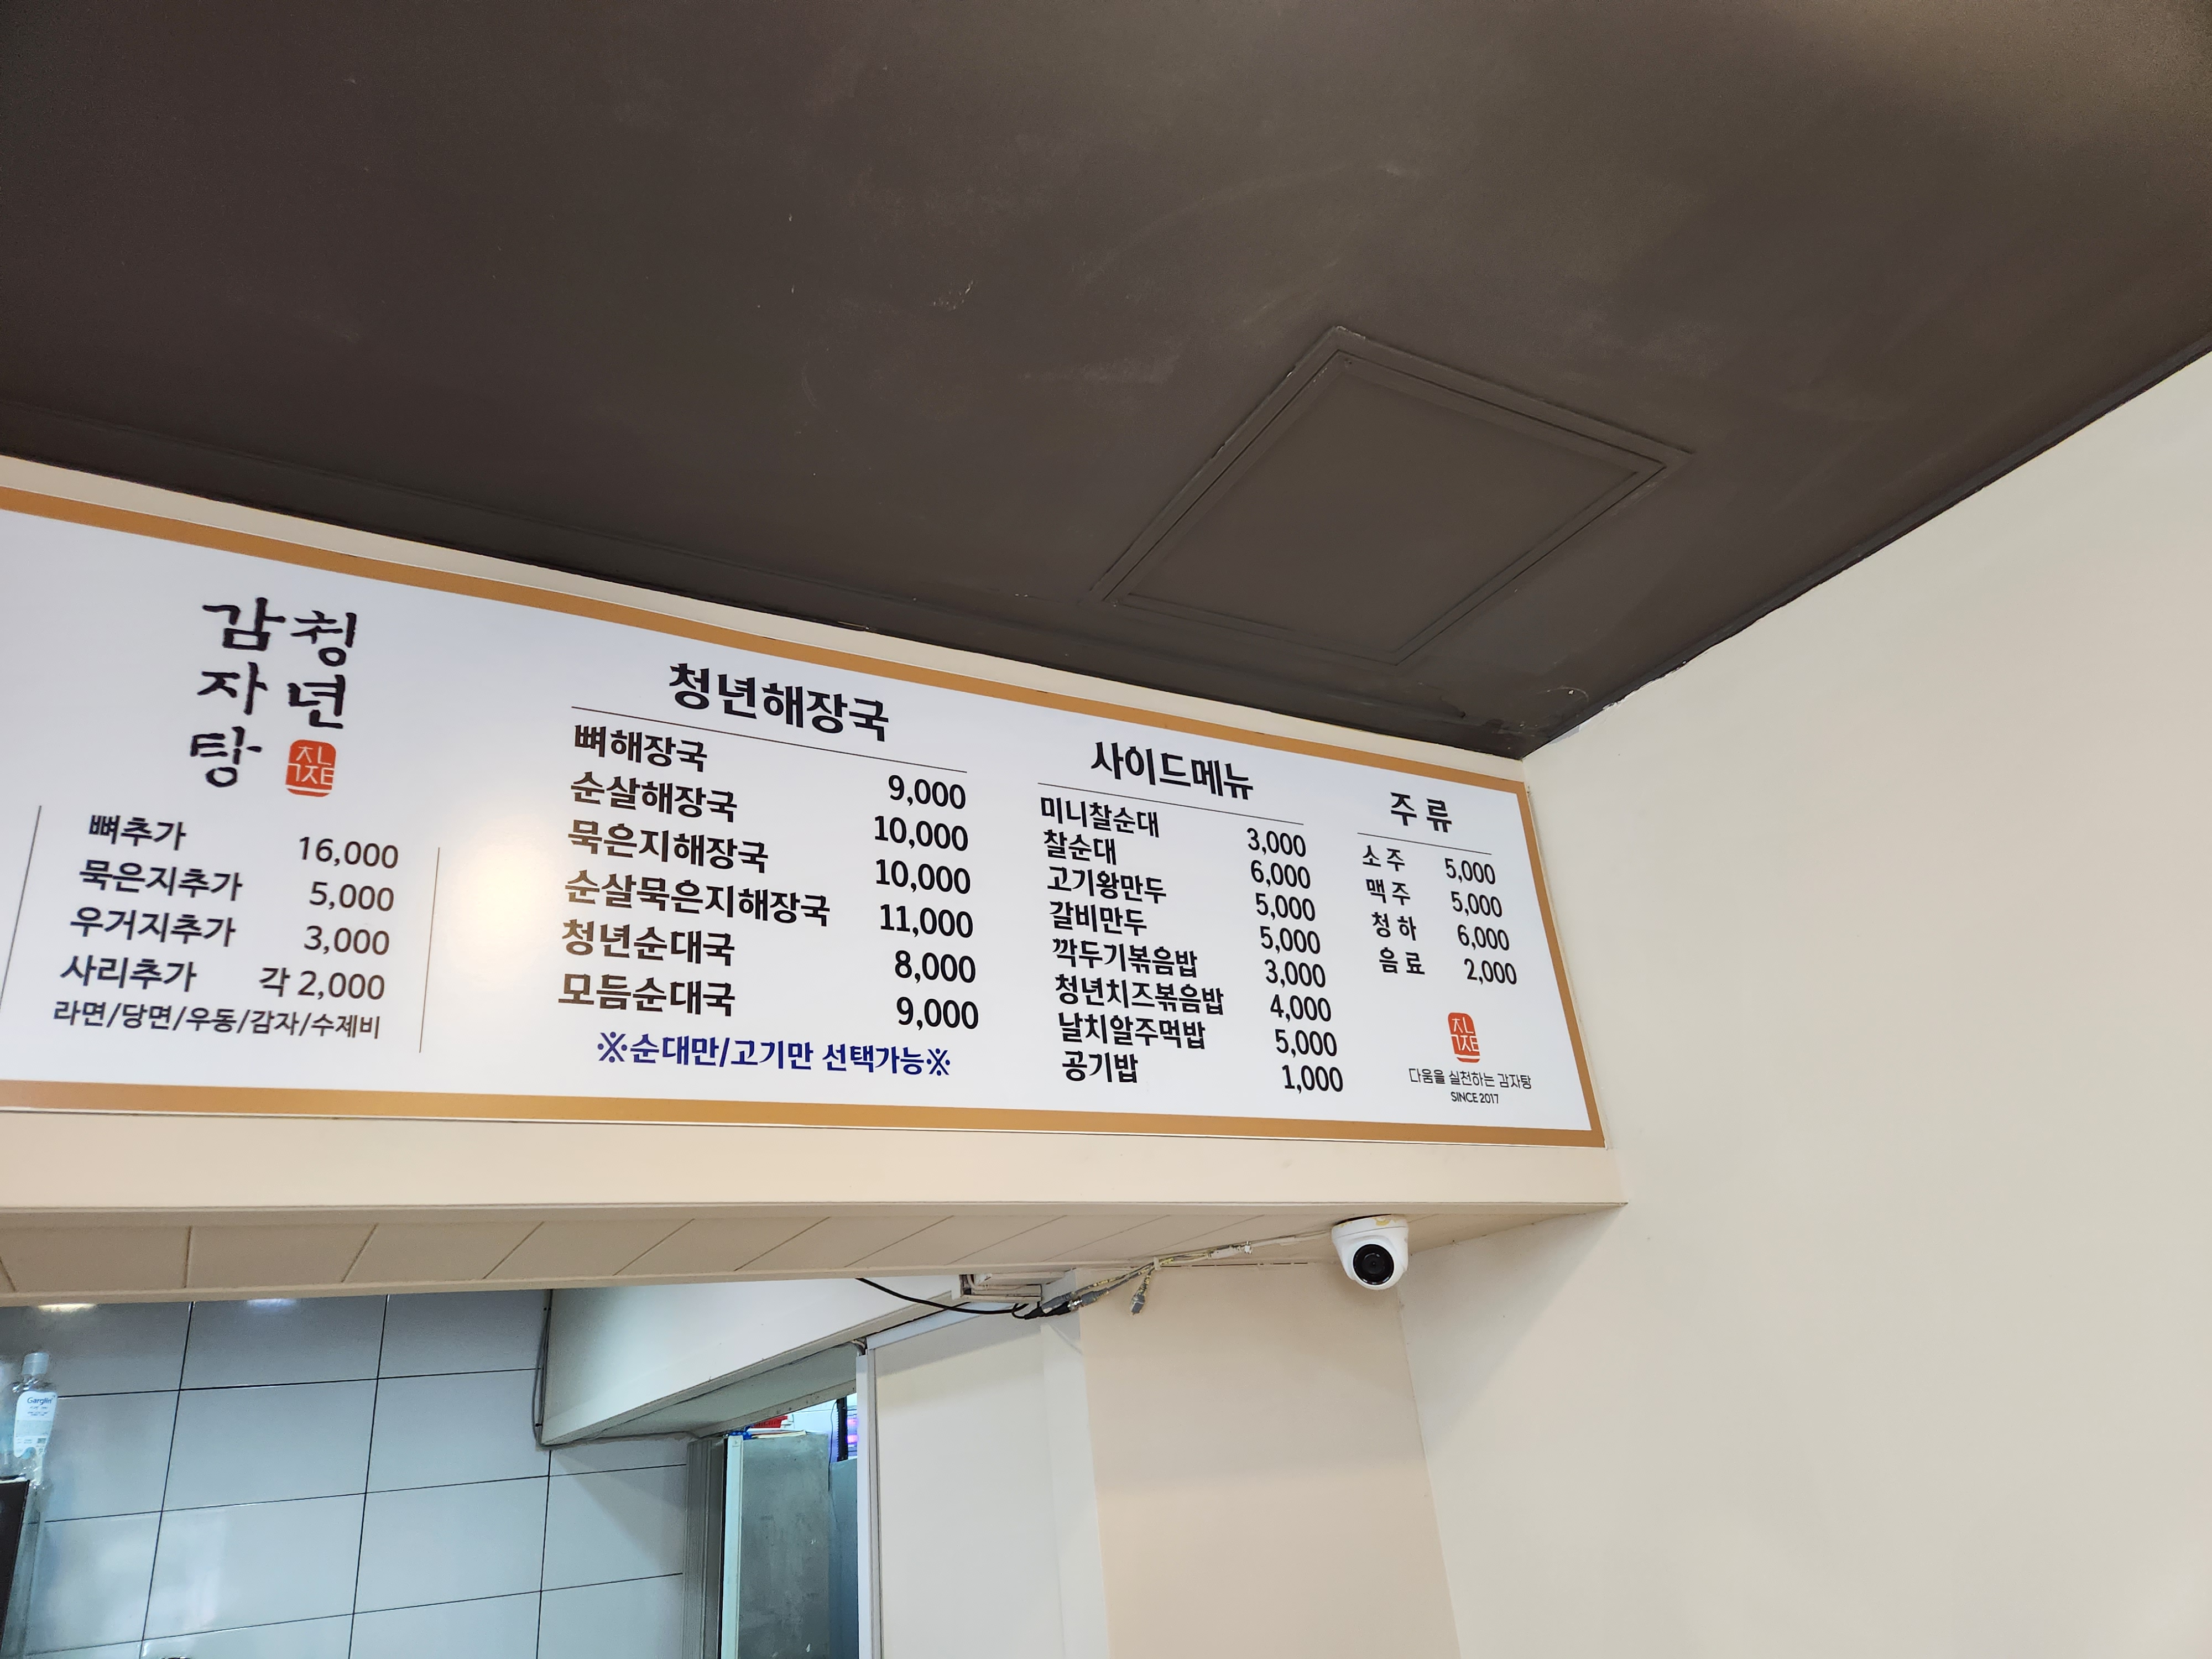 청년
감자탕
뼈추가 16,000
묵은지추가 5,000
우거지추가 3,000
사리추가 각 2,000
라면/당면/우동/감자/수제비
청년해장국
뼈해장국 9,000
순살해장국 10,000
묵은지해장국 10,000
순살묵은지해장국 11,000
청년순대국 8,000
모듬순대국 9,000
※순대만/고기만 선택가능※
사이드메뉴
미니찰순대 3,000
찰순대 6,000
고기왕만두 5,000
갈비만두 5,000
깍두기볶음밥 3,000
청년치즈볶음밥 4,000
날치알주먹밥 5,000
공기밥 1,000
주류
소주 5,000
맥주 5,000
청하 6,000
음료 2,000
다움을 실천하는 감자탕
SINCE 2017
Gargle